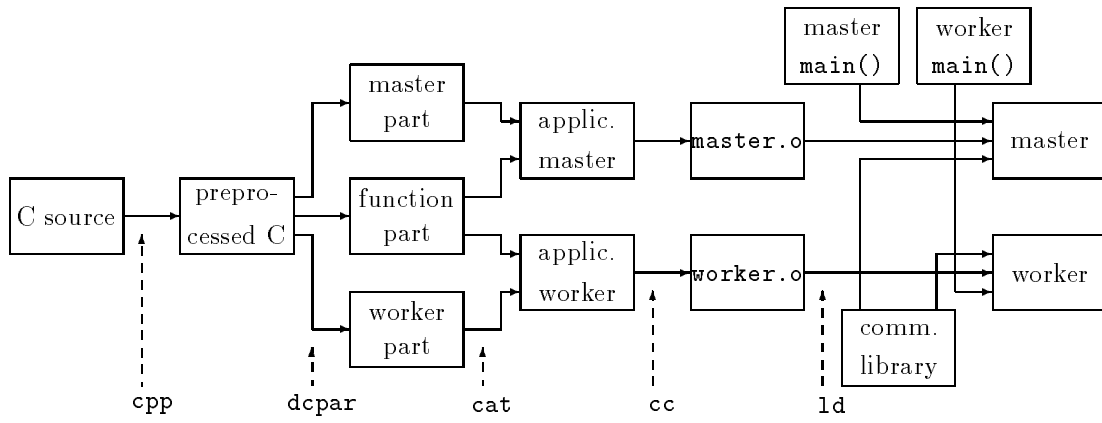 master
main()
worker
main()
master
part
applic.
master
master.o
master
C source
prepro-
cessed C
function
part
applic.
worker
worker.o
worker
worker
part
comm.
library
cpp
dcpar
cat
cc
ld